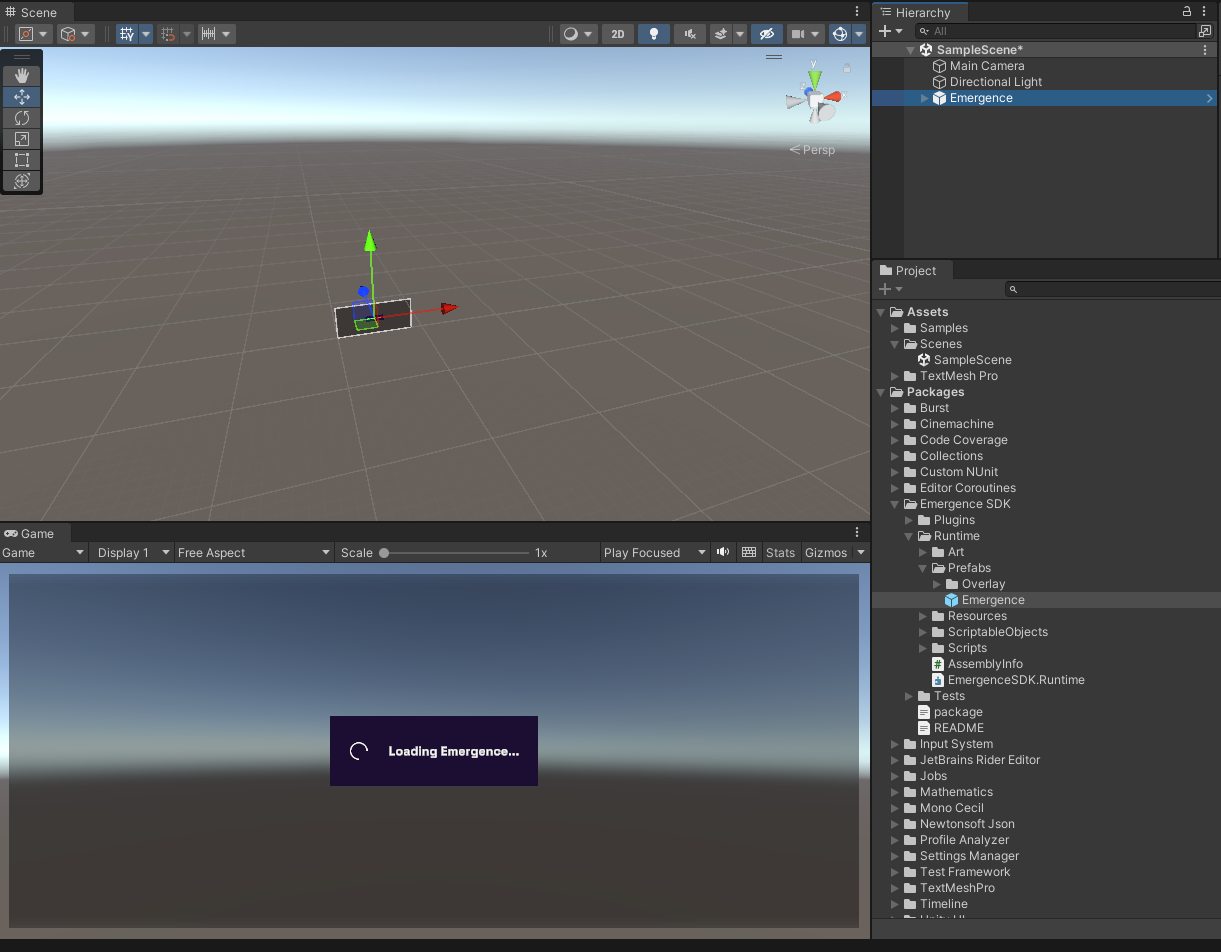 Scene
2D
y
Persp
Game
Game
Display 1
Free Aspect
Scale
1x
Play Focused
Stats
Gizmos
Loading Emergence...
Hierarchy
All
SampleScene*
Main Camera
Directional Light
Emergence
Project
Assets
Samples
Scenes
SampleScene
TextMesh Pro
Packages
Burst
Cinemachine
Code Coverage
Collections
Custom NUnit
Editor Coroutines
Emergence SDK
Plugins
Runtime
Art
Prefabs
Overlay
Emergence
Resources
ScriptableObjects
Scripts
AssemblyInfo
EmergenceSDK.Runtime
Tests
package
README
Input System
JetBrains Rider Editor
Jobs
Mathematics
Mono Cecil
Newtonsoft Json
Profile Analyzer
Settings Manager
Test Framework
TextMeshPro
Timeline